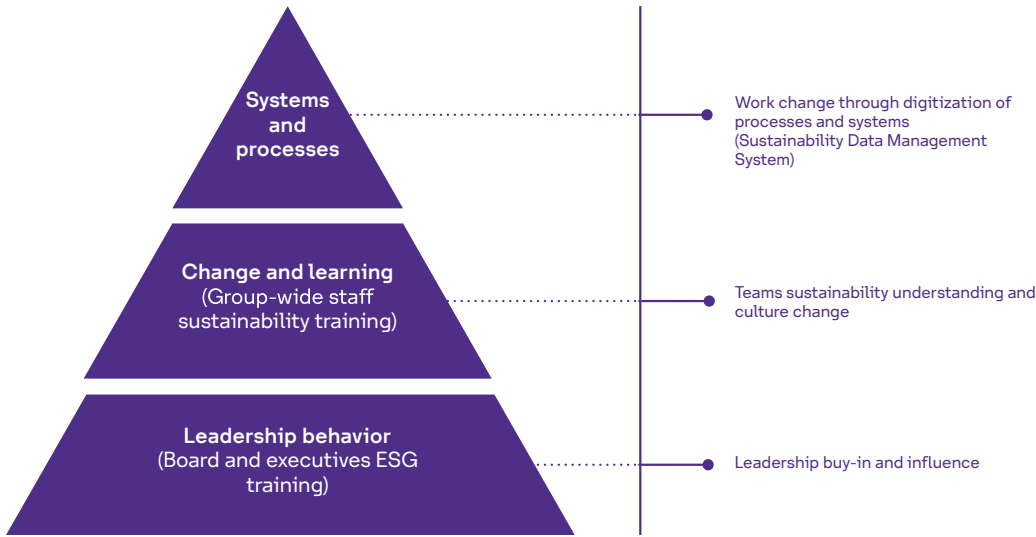 Systems
and
processes
Work change through digitization of
processes and systems
(Sustainability Data Management
System)
Change and learning
(Group-wide staff
sustainability training)
Teams sustainability understanding and
culture change
Leadership behavior
(Board and executives ESG
training)
Leadership buy-in and influence